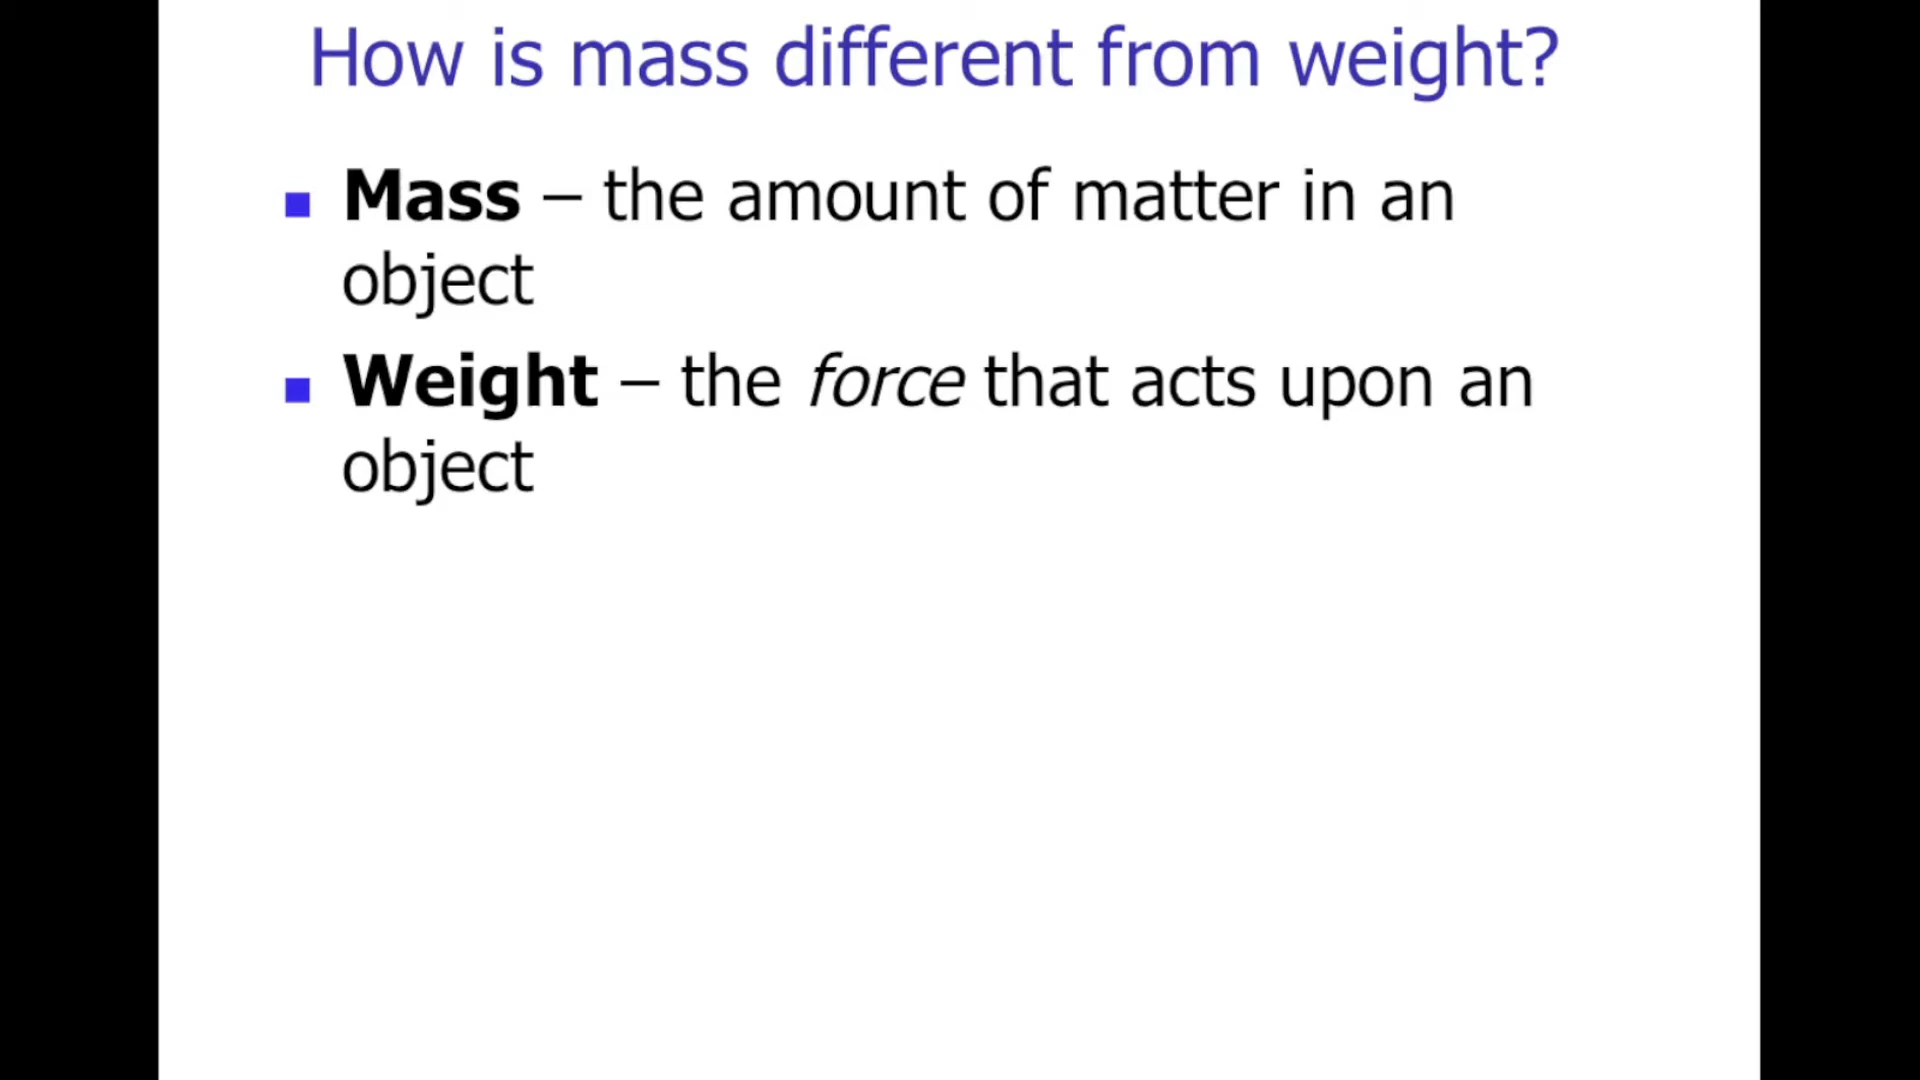 How is mass different from weight?
■ Mass – the amount of matter in an
object
■ Weight – the force that acts upon an
object